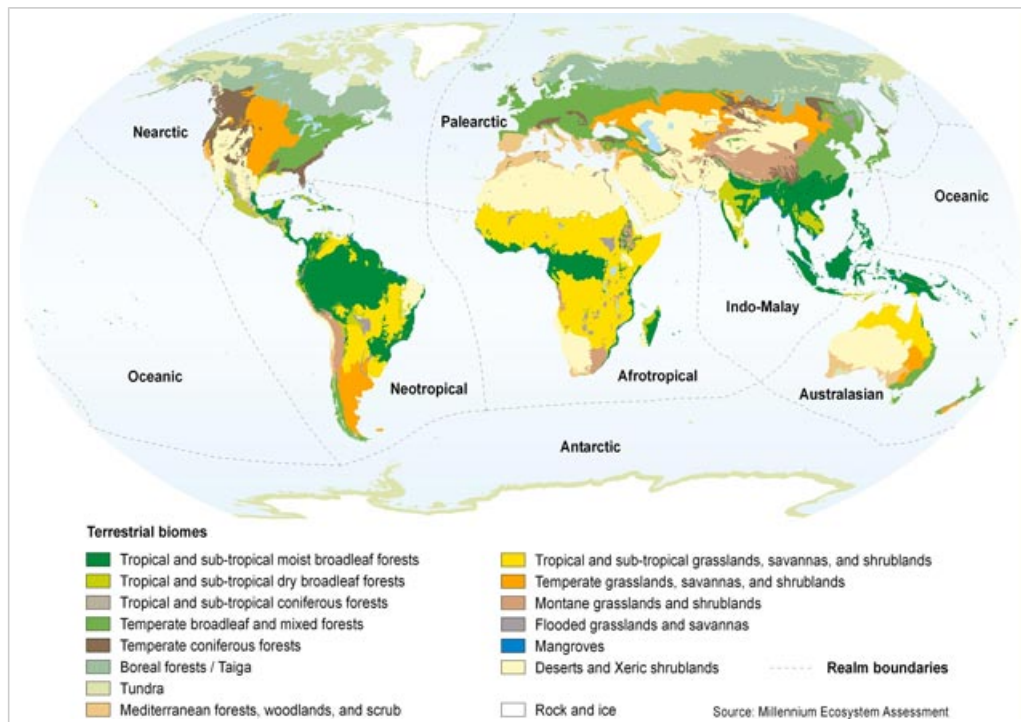 Nearctic
Palearctic
Oceanic
Indo-Malay
Oceanic
Neotropical
Afrotropical
Australasian
Antarctic
Terrestrial biomes
Tropical and sub-tropical moist broadleaf forests
Tropical and sub-tropical dry broadleaf forests
Tropical and sub-tropical coniferous forests
Temperate broadleaf and mixed forests
Temperate coniferous forests
Boreal forests / Taiga
Tundra
Mediterranean forests, woodlands, and scrub
Tropical and sub-tropical grasslands, savannas, and shrublands
Temperate grasslands, savannas, and shrublands
Montane grasslands and shrublands
Flooded grasslands and savannas
Mangroves
Deserts and Xeric shrublands
Realm boundaries
Rock and ice
Source: Millennium Ecosystem Assessment